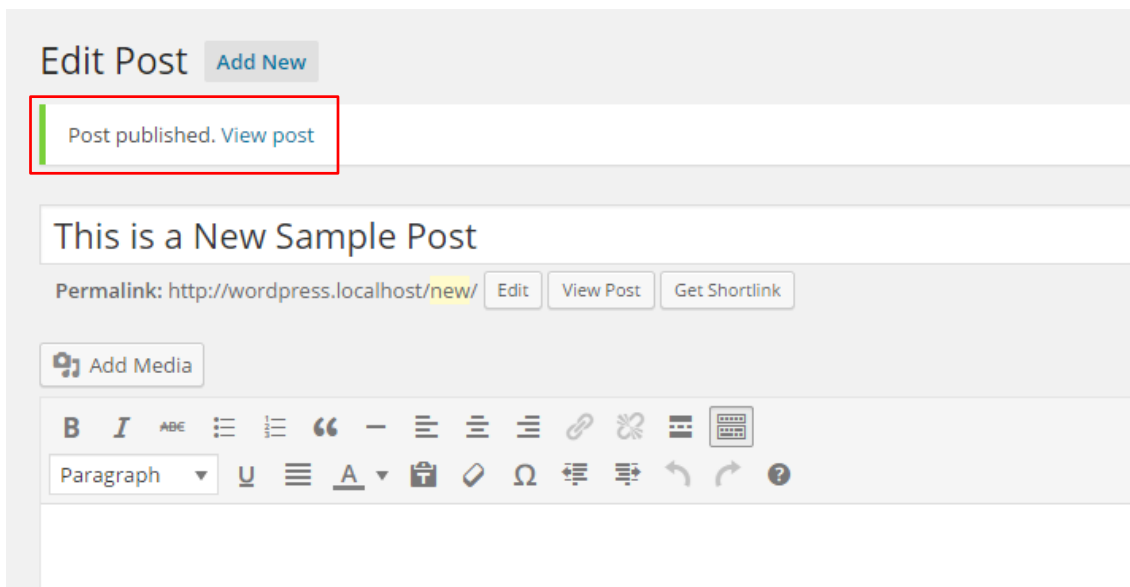 Edit Post Add New
Post published. View post
This is a New Sample Post
Permalink: http://wordpress.localhost/new/ Edit View Post Get Shortlink
Add Media
B I ABE
Paragraph U A T Ω ?